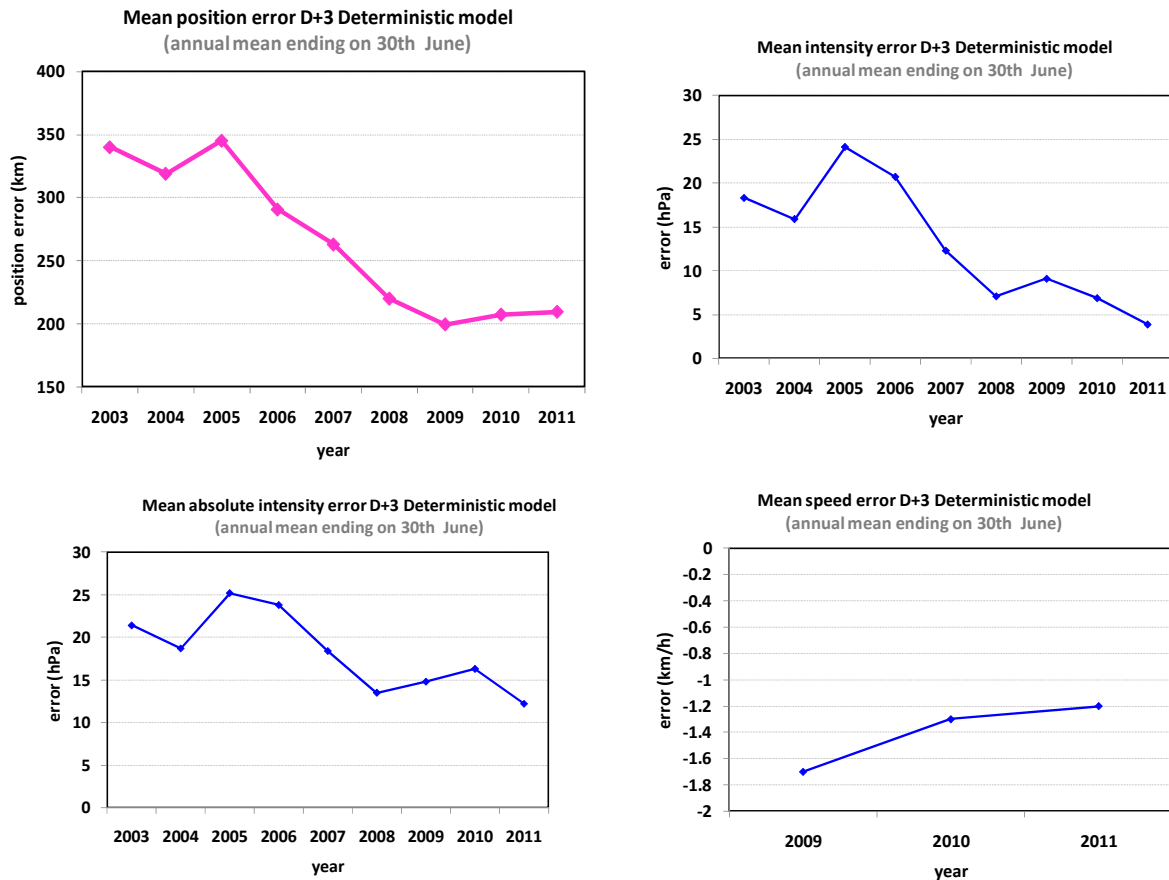 Mean position error D+3 Deterministic model
(annual mean ending on 30th June)
position error (km)
400
350
300
250
200
150
2003 2004 2005 2006 2007 2008 2009 2010 2011
year
Mean intensity error D+3 Deterministic model
(annual mean ending on 30th June)
error (hPa)
30
25
20
15
10
5
0
2003 2004 2005 2006 2007 2008 2009 2010 2011
year
Mean absolute intensity error D+3 Deterministic model
(annual mean ending on 30th June)
error (hPa)
30
25
20
15
10
5
0
2003 2004 2005 2006 2007 2008 2009 2010 2011
year
Mean speed error D+3 Deterministic model
(annual mean ending on 30th June)
error (km/h)
0
-0.2
-0.4
-0.6
-0.8
-1
-1.2
-1.4
-1.6
-1.8
-2
2009 2010 2011
year